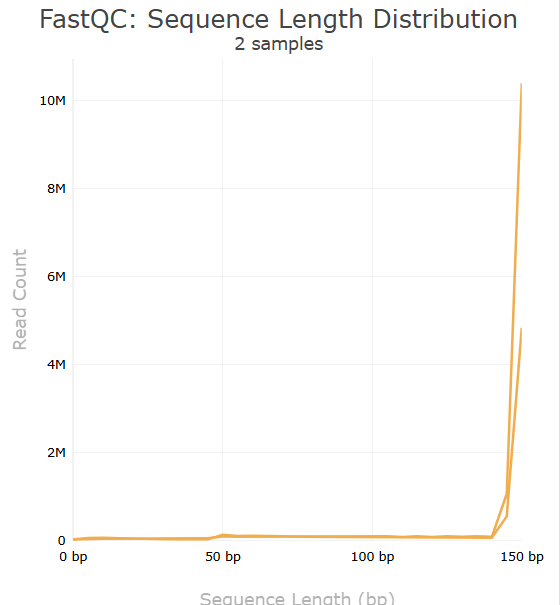 FastQC: Sequence Length Distribution
2 samples
10M
8M
6M
4M
2M
0
Read Count
0 bp
50 bp
100 bp
150 bp
Sequence Length (bp)